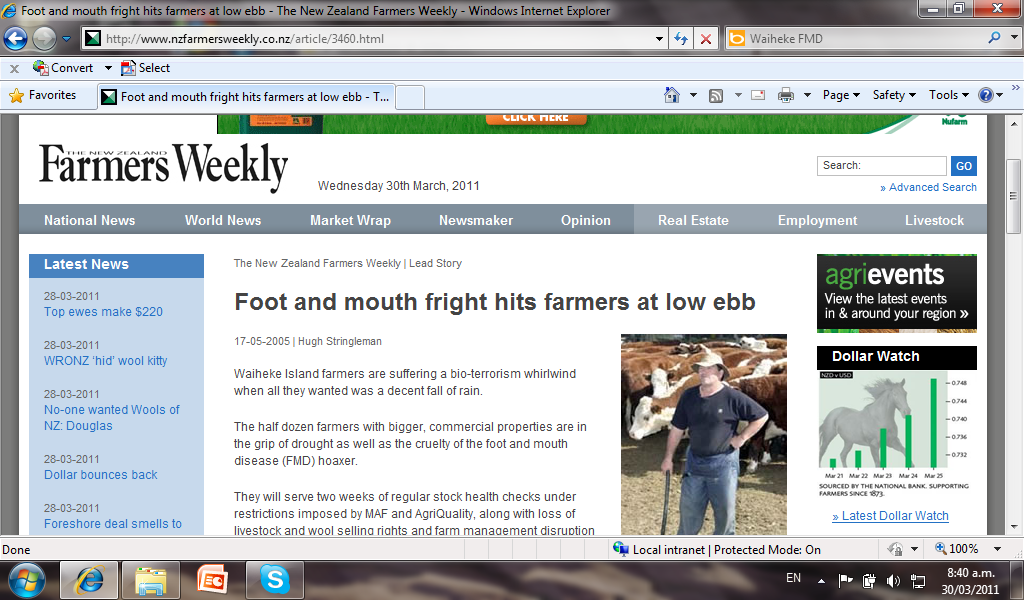 Foot and mouth fright hits farmers at low ebb - The New Zealand Farmers Weekly - Windows Internet Explorer
http://www.nzfarmersweekly.co.nz/article/3460.html
Waiheke FMD
x Convert Select
Favorites
Foot and mouth fright hits farmers at low ebb - T...
Page Safety Tools
CLICK HERE
Nufarm
THE NEW ZEALAND
Farmers Weekly
Wednesday 30th March, 2011
Search:
GO
» Advanced Search
National News World News Market Wrap Newsmaker Opinion Real Estate Employment Livestock
Latest News
28-03-2011
Top ewes make $220
28-03-2011
WRONZ ‘hid’ wool kitty
28-03-2011
No-one wanted Wools of
NZ: Douglas
28-03-2011
Dollar bounces back
28-03-2011
Foreshore deal smells to
The New Zealand Farmers Weekly | Lead Story
Foot and mouth fright hits farmers at low ebb
17-05-2005 | Hugh Stringleman
Waiheke Island farmers are suffering a bio-terrorism whirlwind
when all they wanted was a decent fall of rain.
The half dozen farmers with bigger, commercial properties are in
the grip of drought as well as the cruelty of the foot and mouth
disease (FMD) hoaxer.
They will serve two weeks of regular stock health checks under
restrictions imposed by MAF and AgriQuality, along with loss of
livestock and wool selling rights and farm management disruption
agrievents
View the latest events
in & around your region »
Dollar Watch
NZD v USD
0.748
0.744
0.740
0.736
0.732
Mar 21 Mar 22 Mar 23 Mar 24 Mar 25
SOURCED BY THE NATIONAL BANK. SUPPORTING
FARMERS SINCE 1873.
» Latest Dollar Watch
Done
Local intranet | Protected Mode: On
100%
EN
8:40 a.m.
30/03/2011